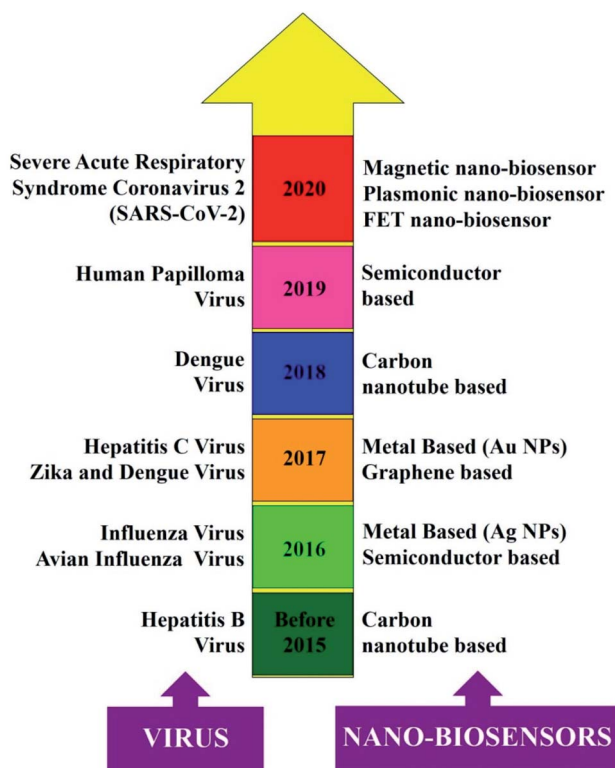 Severe Acute Respiratory
Syndrome Coronavirus 2
(SARS-CoV-2)
2020
Magnetic nano-biosensor
Plasmonic nano-biosensor
FET nano-biosensor
Human Papilloma
Virus
2019
Semiconductor
based
Dengue
Virus
2018
Carbon
nanotube based
Hepatitis C Virus
Zika and Dengue Virus
2017
Metal Based (Au NPs)
Graphene based
Influenza Virus
Avian Influenza Virus
2016
Metal Based (Ag NPs)
Semiconductor based
Hepatitis B
Virus
Before
2015
Carbon
nanotube based
VIRUS
NANO-BIOSENSORS